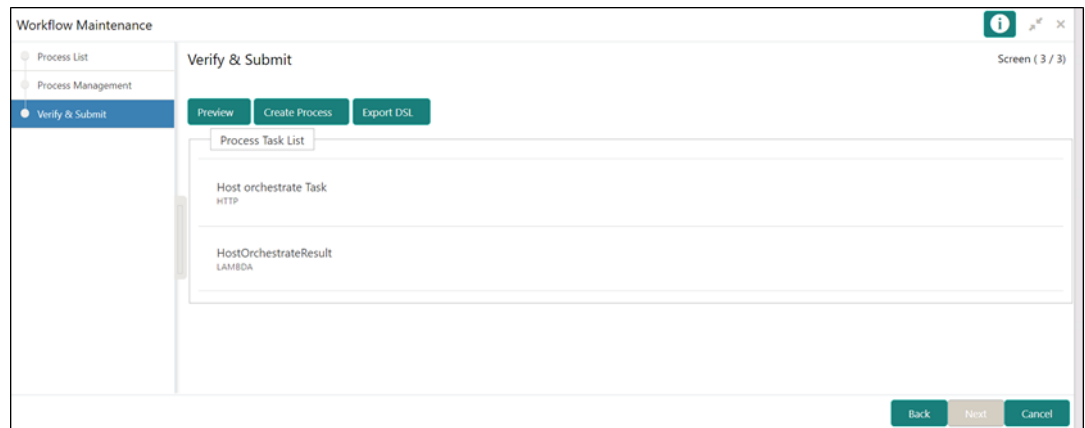 Workflow Maintenance
Process List
Process Management
Verify & Submit
Verify & Submit
Screen ( 3 / 3)
Preview
Create Process
Export DSL
Process Task List
Host orchestrate Task
HTTP
HostOrchestrateResult
LAMBDA
Back
Next
Cancel